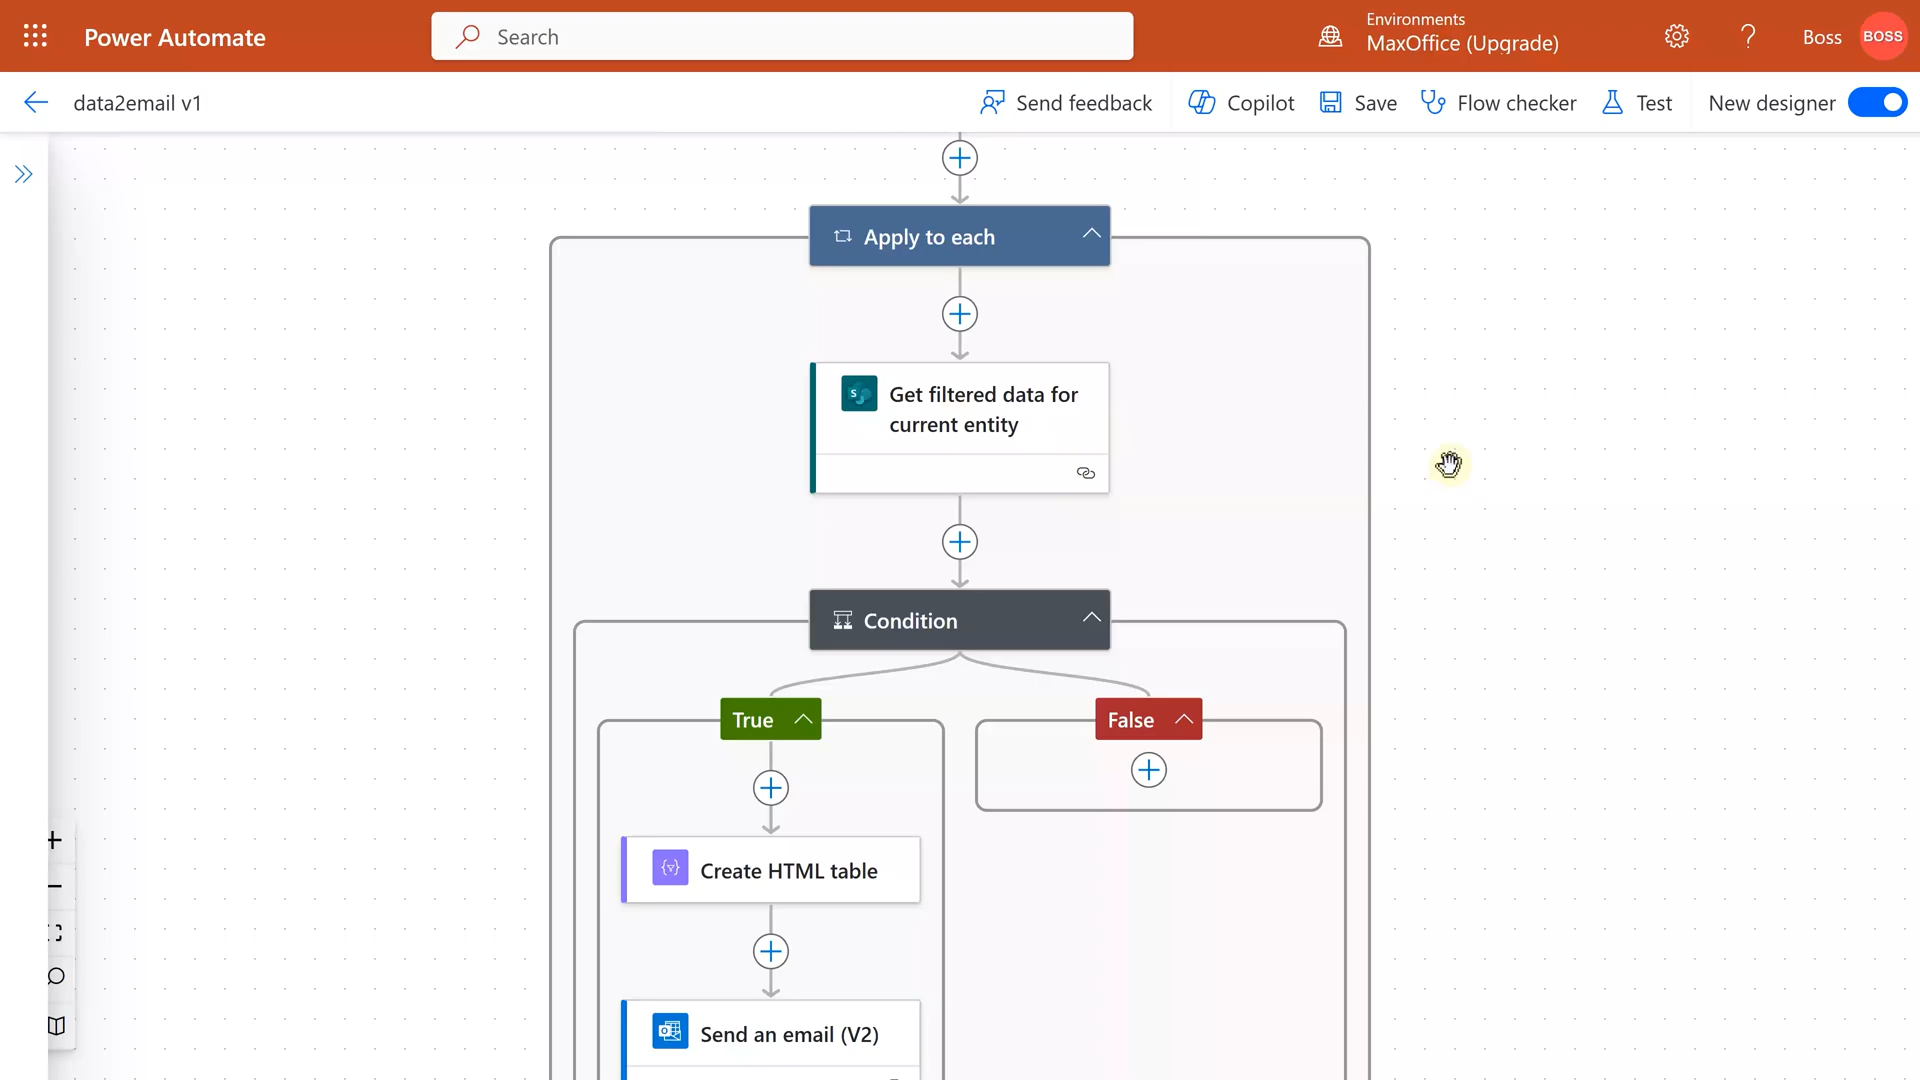 Power Automate
Search
Environments
MaxOffice (Upgrade)
Boss
BOSS
data2email v1
Send feedback
Copilot
Save
Flow checker
Test
New designer
Apply to each
Get filtered data for
current entity
Condition
True
False
Create HTML table
Send an email (V2)